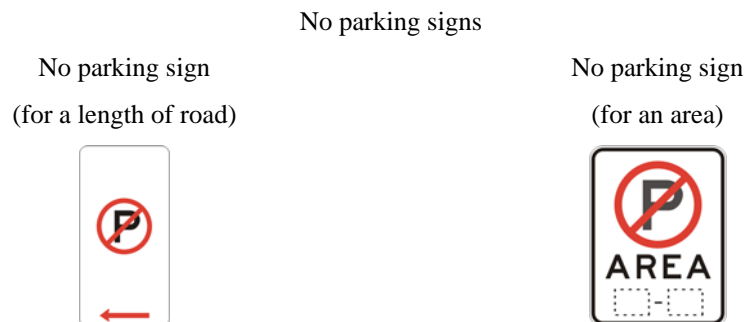 No parking signs
No parking sign
(for a length of road)
No parking sign
(for an area)
P
P
AREA
-